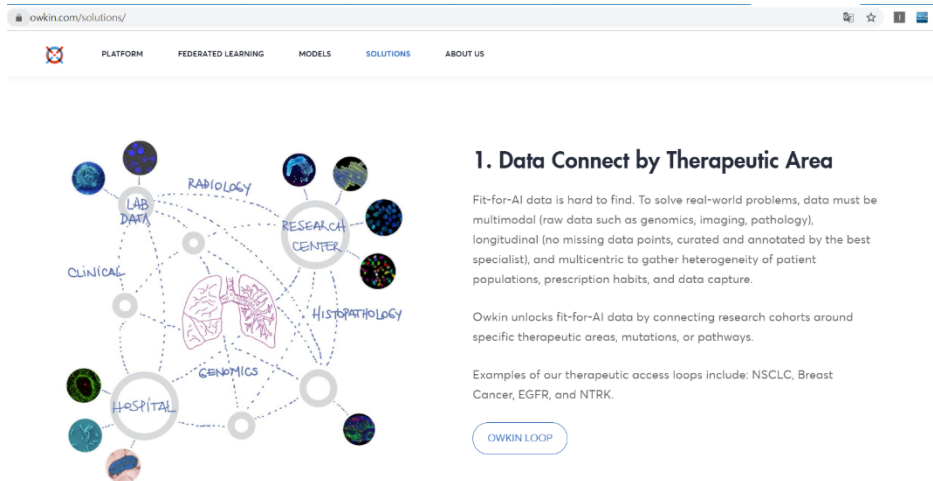 owkin.com/solutions/
PLATFORM FEDERATED LEARNING MODELS SOLUTIONS ABOUT US
RADIOLOGY
LAB
DATA
RESEARCH
CENTER
CLINICAL
HISTOPATHOLOGY
GENOMICS
HOSPITAL
1. Data Connect by Therapeutic Area
Fit-for-AI data is hard to find. To solve real-world problems, data must be
multimodal (raw data such as genomics, imaging, pathology),
longitudinal (no missing data points, curated and annotated by the best
specialist), and multicentric to gather heterogeneity of patient
populations, prescription habits, and data capture.
Owkin unlocks fit-for-AI data by connecting research cohorts around
specific therapeutic areas, mutations, or pathways.
Examples of our therapeutic access loops include: NSCLC, Breast
Cancer, EGFR, and NTRK.
OWKIN LOOP